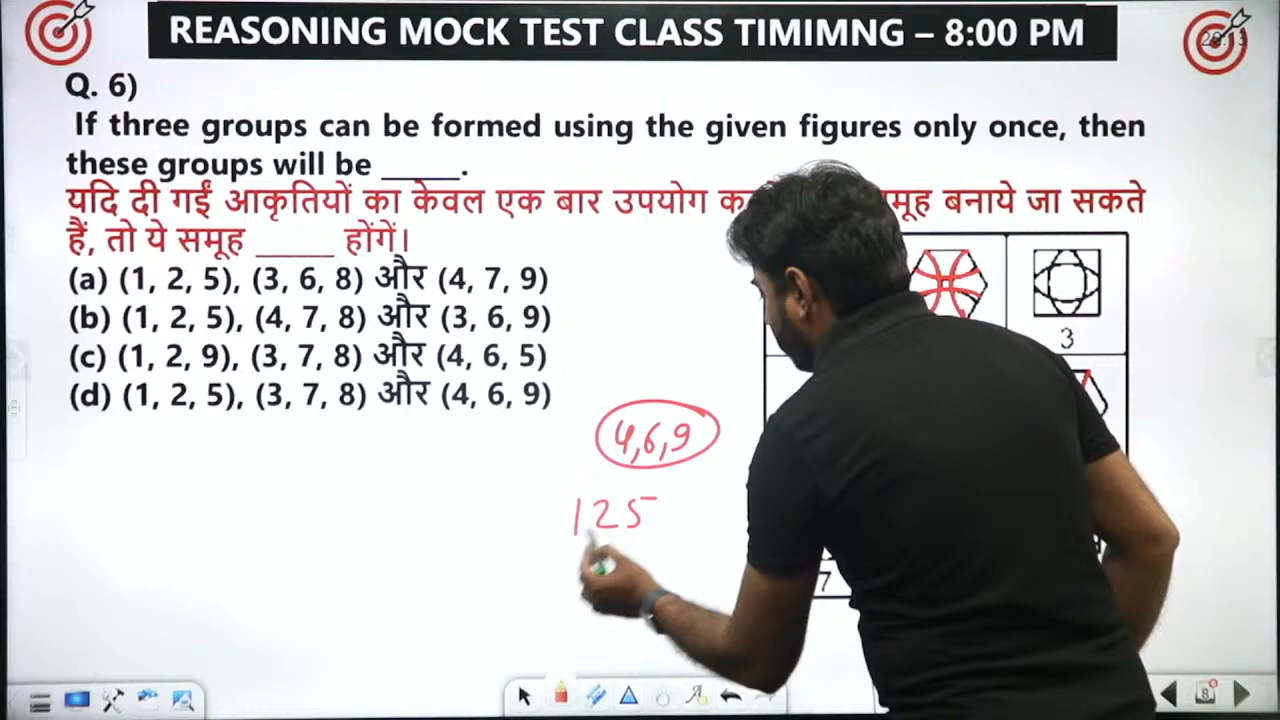 REASONING MOCK TEST CLASS TIMIMNG – 8:00 PM
Q. 6)
If three groups can be formed using the given figures only once, then
these groups will be _____.
यदि दी गईं आकृतियों का केवल एक बार उपयोग समूह बनाये जा सकते
हैं, तो ये समूह _____ होंगें।
(a) (1, 2, 5), (3, 6, 8) और (4, 7, 9)
(b) (1, 2, 5), (4, 7, 8) और (3, 6, 9)
(c) (1, 2, 9), (3, 7, 8) और (4, 6, 5)
(d) (1, 2, 5), (3, 7, 8) और (4, 6, 9)
3
4,6,9
125
7
8